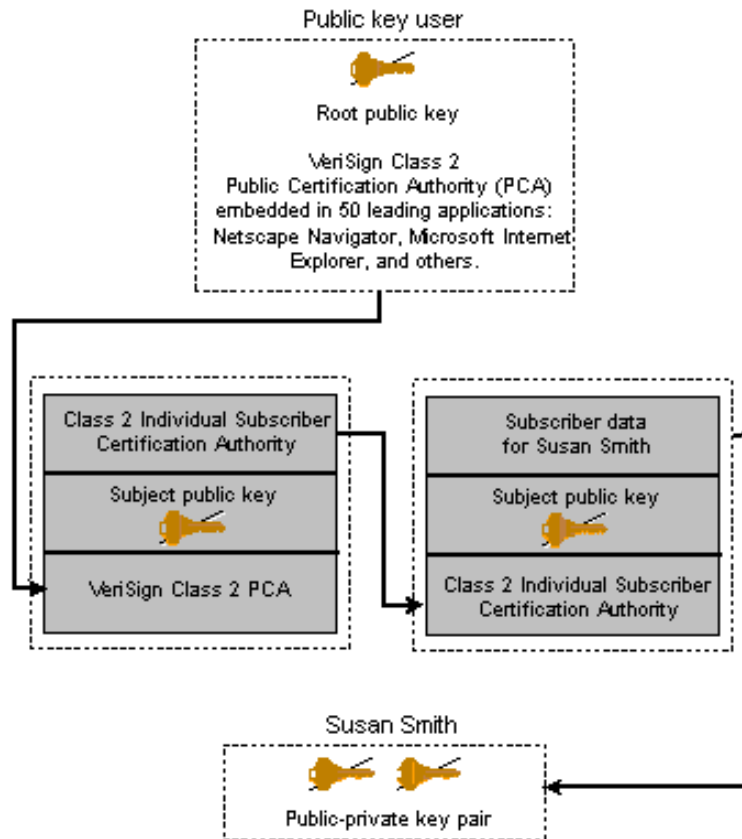 Public key user
Root public key
VeriSign Class 2
Public Certification Authority (PCA)
embedded in 50 leading applications:
Netscape Navigator, Microsoft Internet
Explorer, and others.
Class 2 Individual Subscriber
Certification Authority
Subject public key
VeriSign Class 2 PCA
Subscriber data
for Susan Smith
Subject public key
Class 2 Individual Subscriber
Certification Authority
Susan Smith
Public-private key pair